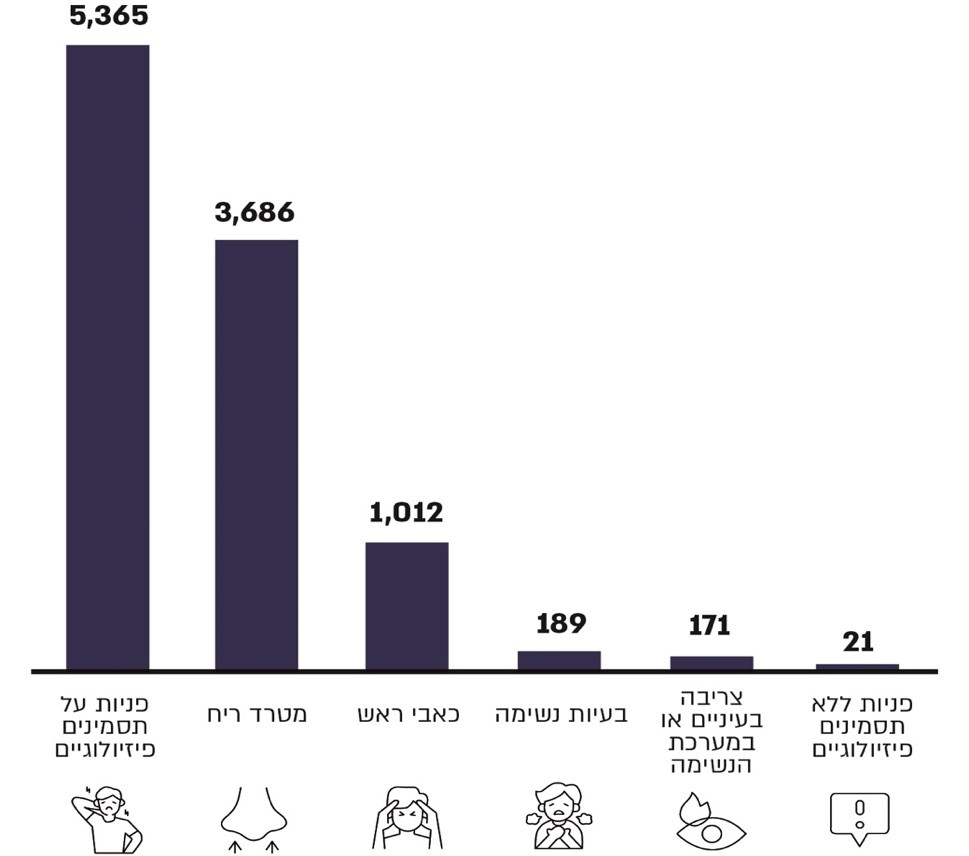 5,365
3,686
1,012
189
171
21
פניות על
תסמינים
פיזיולוגיים
מטרד ריח
כאבי ראש
בעיות נשימה
צריבה
בעיניים או
במערכת
הנשימה
פניות ללא
תסמינים
פיזיולוגיים